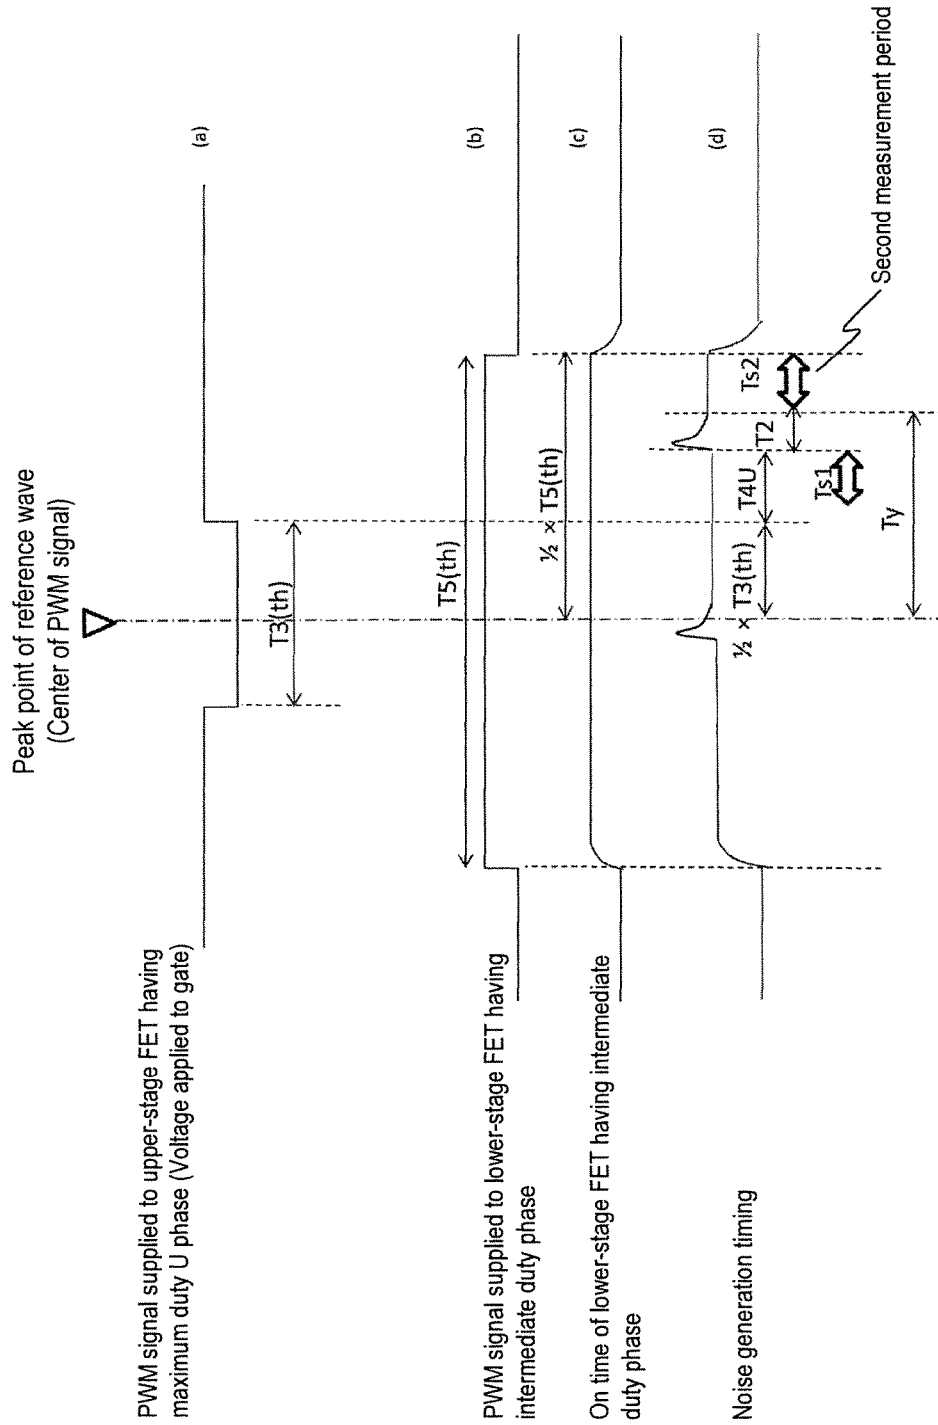 Peak point of reference wave
(Center of PWM signal)
PWM signal supplied to upper-stage FET having
maximum duty U phase (Voltage applied to gate)
(a)
T3(th)
T5(th)
PWM signal supplied to lower-stage FET having
intermediate duty phase
(b)
½ × T5(th)
On time of lower-stage FET having intermediate
duty phase
(c)
Noise generation timing
(d)
½ × T3(th)
T4U
T2
Ts2
Ts1
Second measurement period
Ty